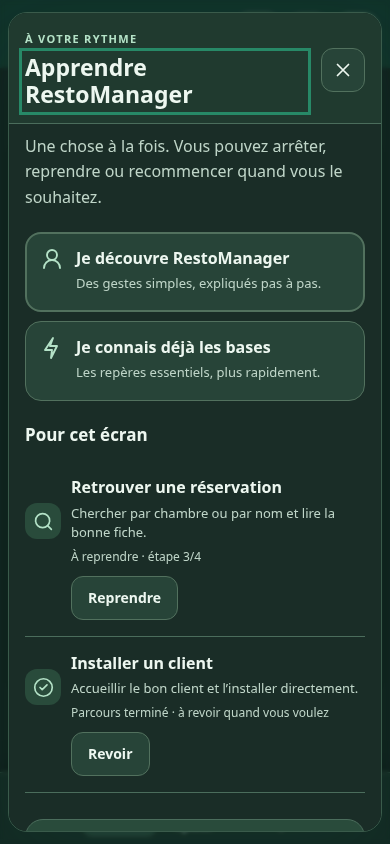 À VOTRE RYTHME
Apprendre
RestoManager
Une chose à la fois. Vous pouvez arrêter,
reprendre ou recommencer quand vous le
souhaitez.
Je découvre RestoManager
Des gestes simples, expliqués pas à pas.
Je connais déjà les bases
Les repères essentiels, plus rapidement.
Pour cet écran
Retrouver une réservation
Chercher par chambre ou par nom et lire la
bonne fiche.
À reprendre · étape 3/4
Reprendre
Installer un client
Accueillir le bon client et l’installer directement.
Parcours terminé · à revoir quand vous voulez
Revoir